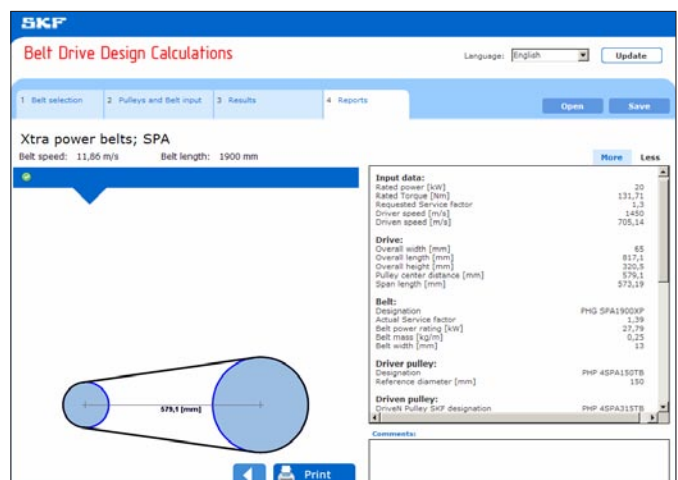 SKF
Belt Drive Design Calculations
Language: English Update
1 Belt selection 2 Pulleys and Belt input 3 Results 4 Reports
Open Save
Xtra power belts; SPA
Belt speed: 11,86 m/s Belt length: 1900 mm
More Less
Input data:
Rated power [kW] 20
Rated Torque [Nm] 131,71
Requested Service factor 1,3
Driver speed [m/s] 1450
Driven speed [m/s] 705,14
Drive:
Overall width [mm] 65
Overall length [mm] 817,1
Overall height [mm] 320,5
Pulley center distance [mm] 579,1
Span length [mm] 573,19
Belt:
Designation PHG SPA1900XP
Actual Service factor 1,39
Belt power rating [kW] 27,79
Belt mass [kg/m] 0,25
Belt width [mm] 13
Driver pulley:
Designation PHP 4SPA150TB
Reference diameter [mm] 150
Driven pulley:
DriveN Pulley SKF designation PHP 4SPA315TB
579,1 [mm]
Comments:
Print